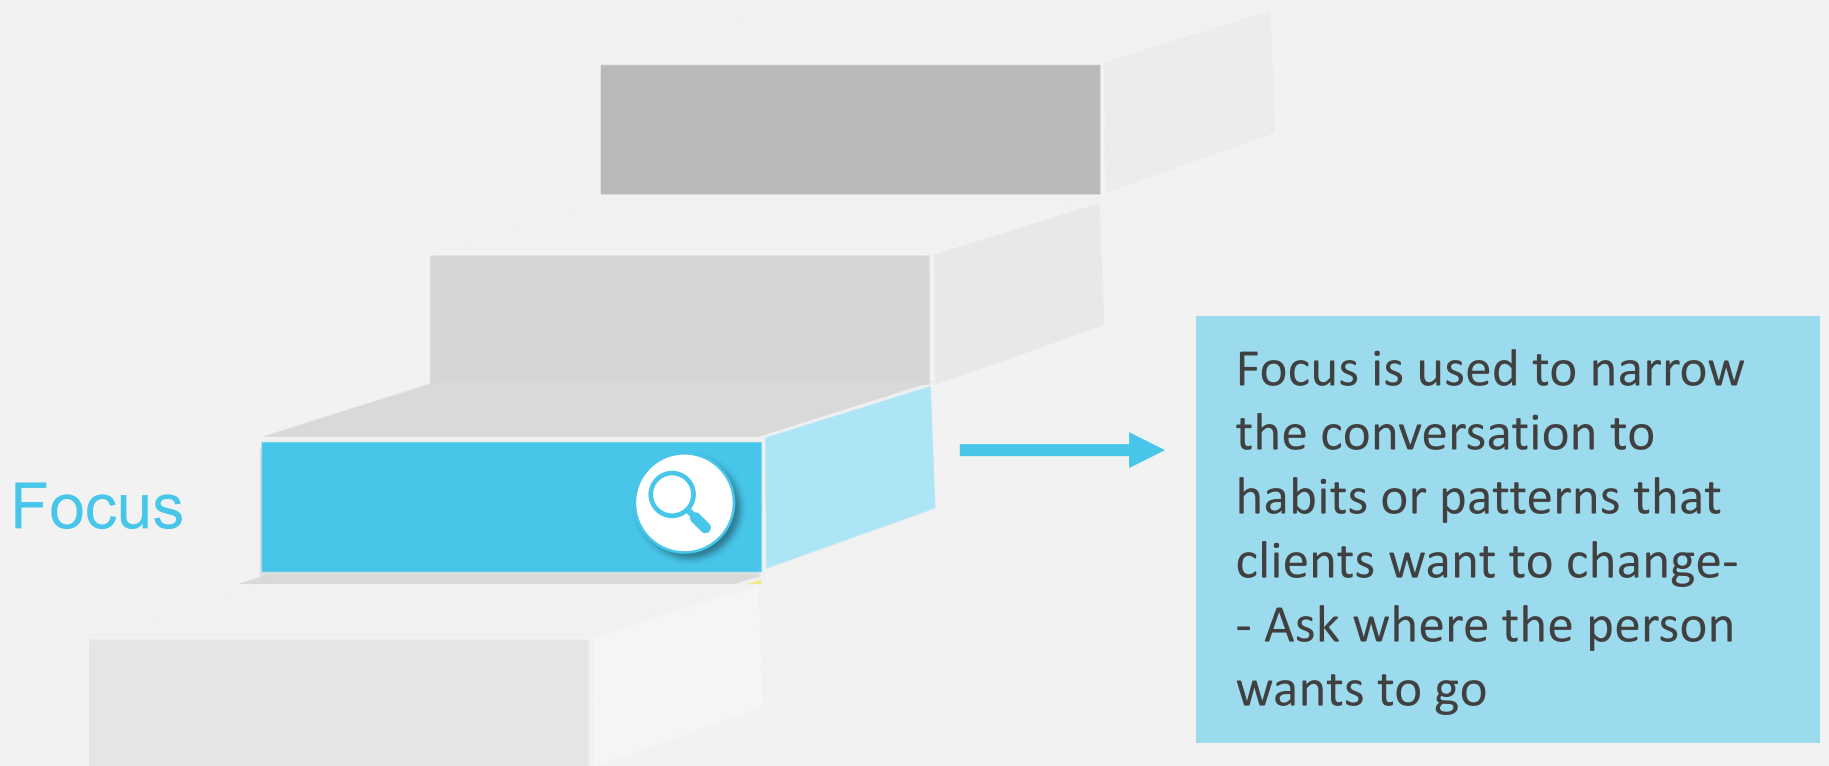 Focus
Focus is used to narrow
the conversation to
habits or patterns that
clients want to change-
- Ask where the person
wants to go